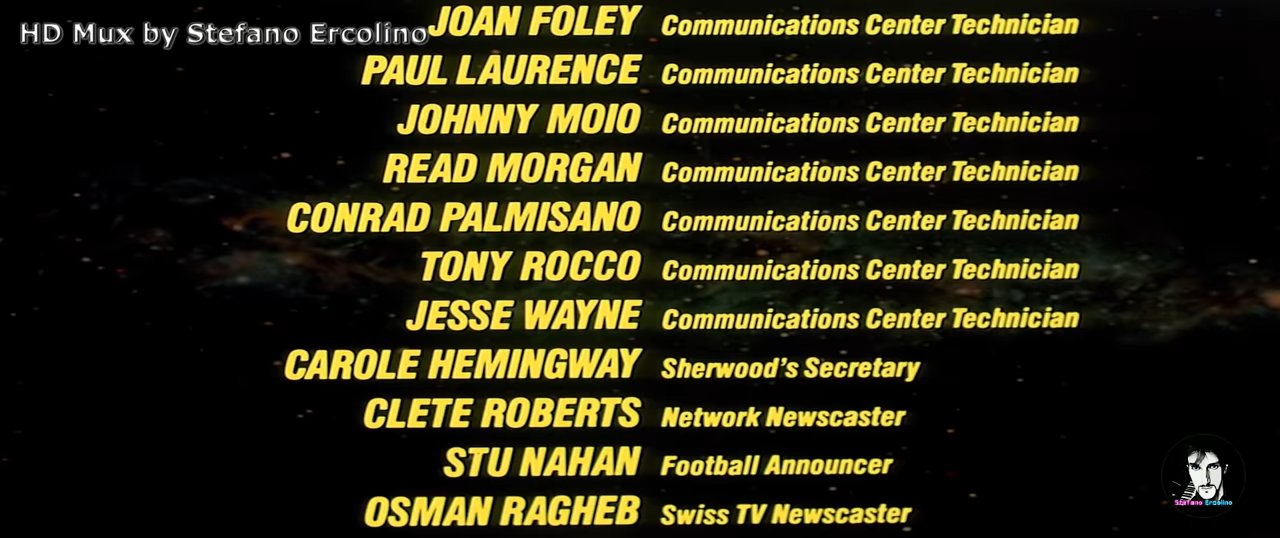 HD Mux by Stefano Ercolino
JOAN FOLEY Communications Center Technician
PAUL LAURENCE Communications Center Technician
JOHNNY MOIO Communications Center Technician
READ MORGAN Communications Center Technician
CONRAD PALMISANO Communications Center Technician
TONY ROCCO Communications Center Technician
JESSE WAYNE Communications Center Technician
CAROLE HEMINGWAY Sherwood's Secretary
CLETE ROBERTS Network Newscaster
STU NAHAN Football Announcer
OSMAN RAGHEB Swiss TV Newscaster
Stefano Ercolino